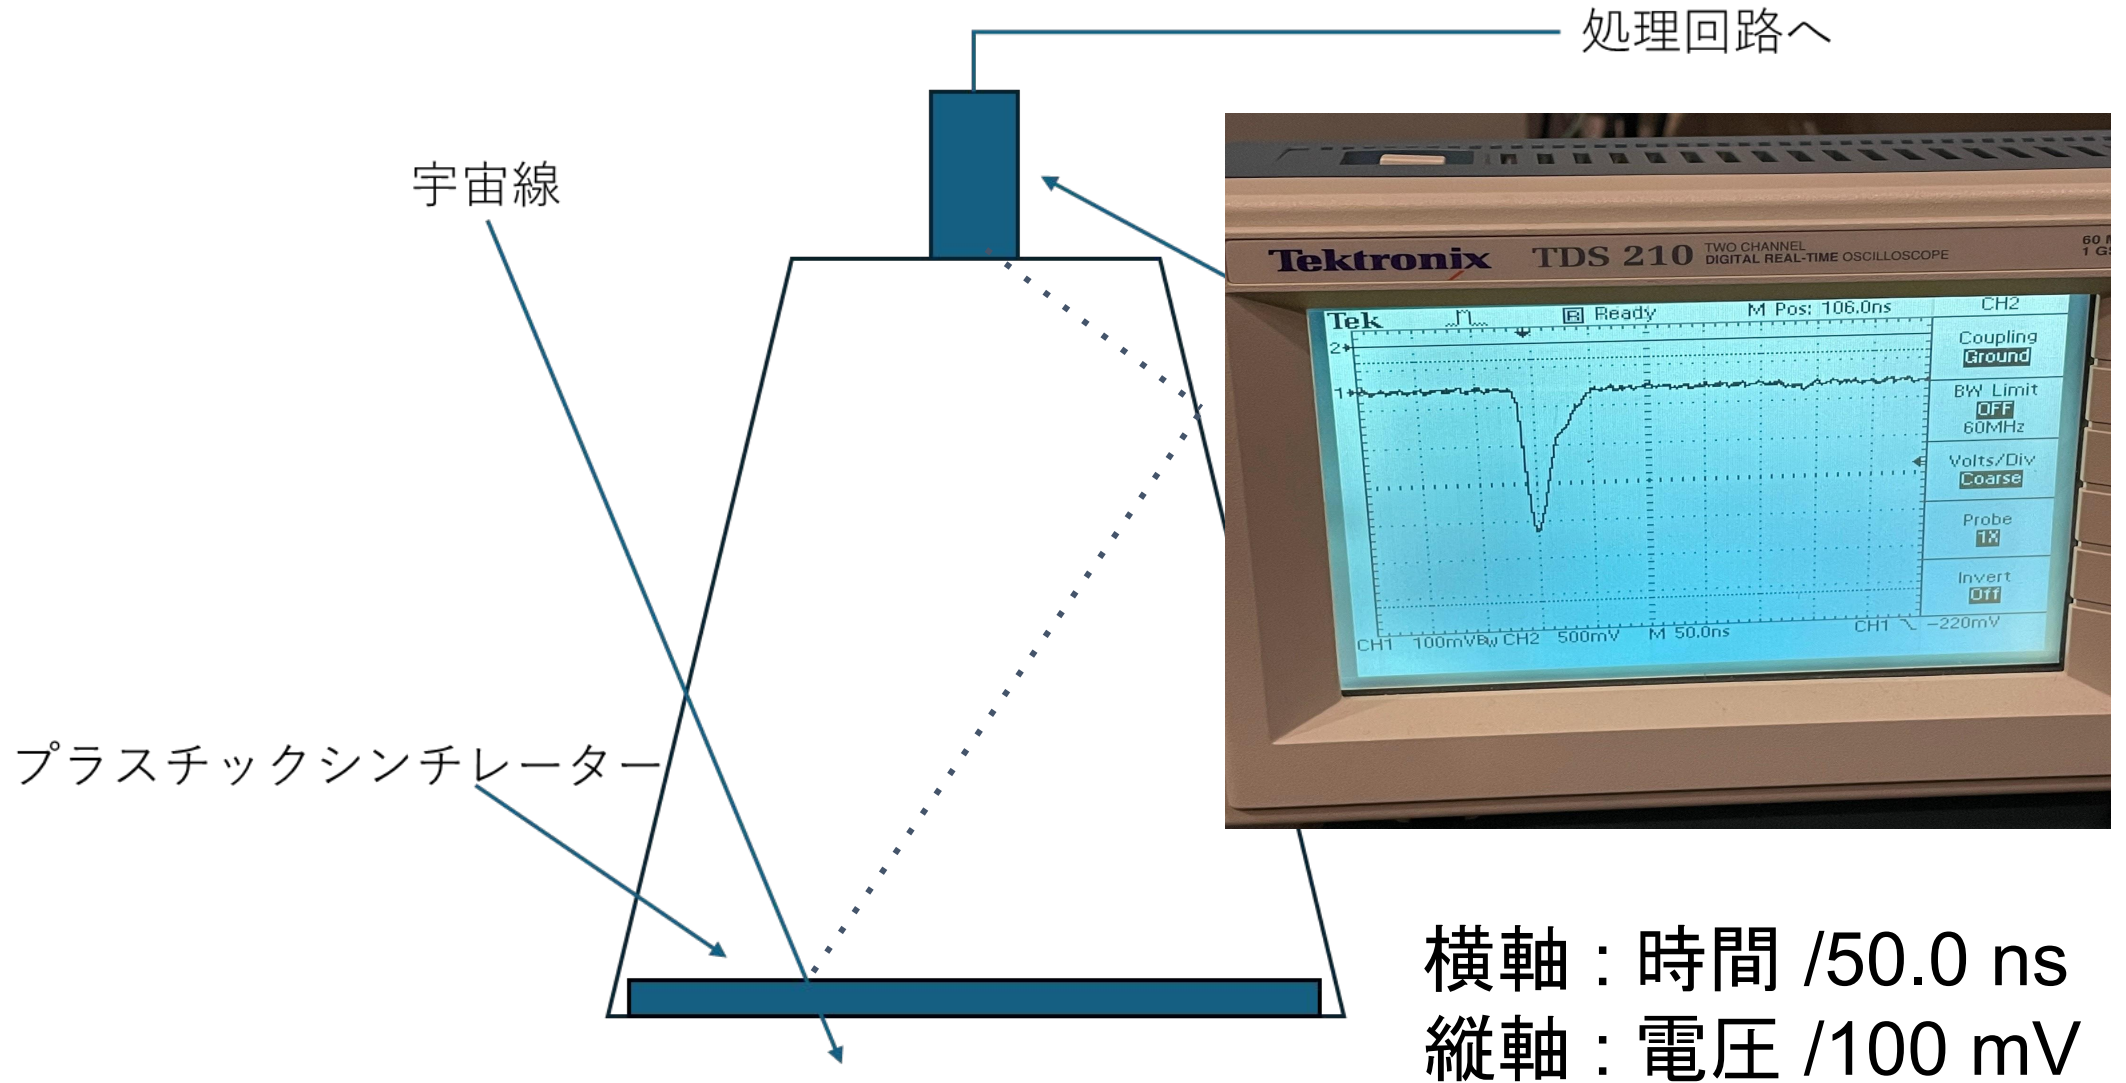 処理回路へ
宇宙線
プラスチックシンチレーター
Tektronix TDS 210 TWO CHANNEL
DIGITAL REAL-TIME OSCILLOSCOPE
60
Tek R Ready M Pos: 106.0ns CH2
2
1
Coupling
Ground
BW Limit
OFF
60MHz
Volts/Div
Coarse
Probe
1X
Invert
Off
CH1 100mVBW CH2 500mV M 50.0ns CH1 -220mV
横軸 : 時間 /50.0 ns
縦軸 : 電圧 /100 mV